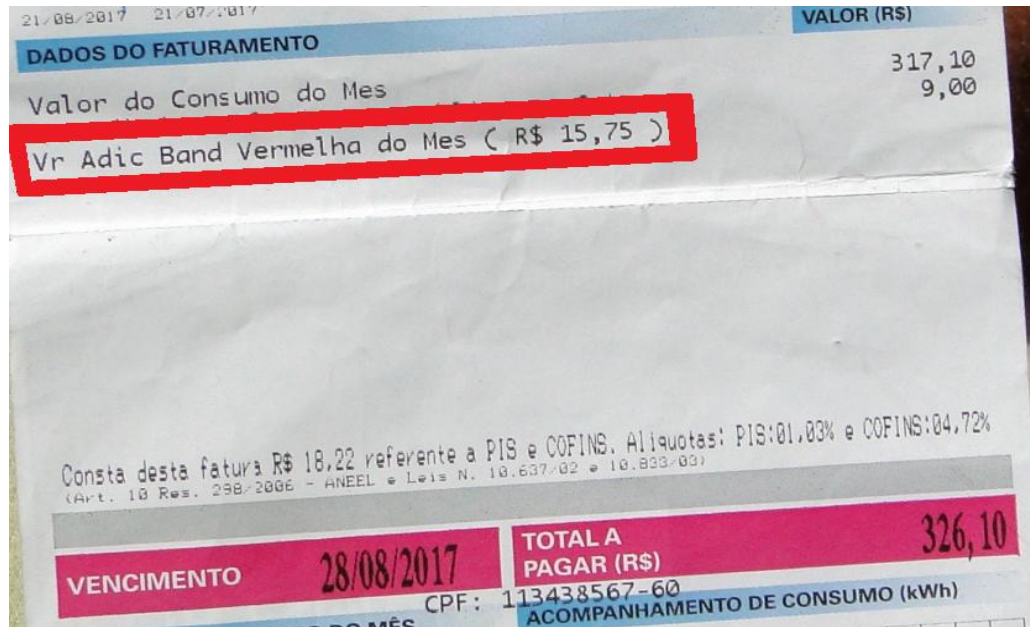 21/08/2017 21/07/2017
VALOR (R$)
DADOS DO FATURAMENTO
317,10
Valor do Consumo do Mes
9,00
Vr Adic Band Vermelha do Mes ( R$ 15,75 )
Consta desta fatura R$ 18,22 referente a PIS e COFINS. Aliquotas: PIS:01,03% e COFINS:04,72%
(Art. 10 Res. 298/2006 - ANEEL e Leis N. 10.637/02 e 10.833/03)
VENCIMENTO 28/08/2017
TOTAL A
PAGAR (R$)
326,10
CPF: 113438567-60
DO MÊS
ACOMPANHAMENTO DE CONSUMO (kWh)